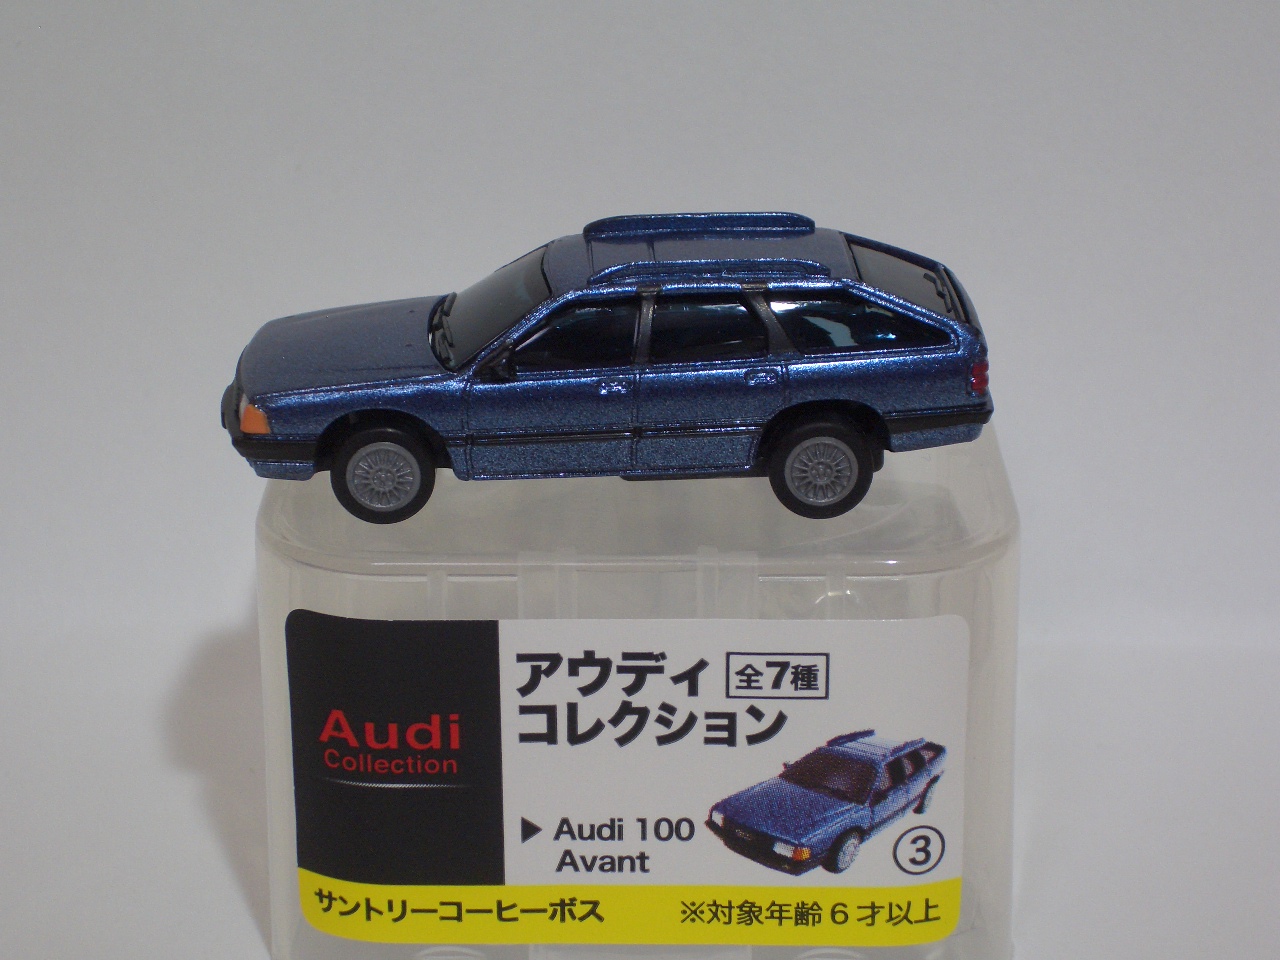 Audi
Collection
アウディ 全7種
コレクション
▶ Audi 100
Avant
③
サントリーコーヒーボス
※対象年齢6才以上